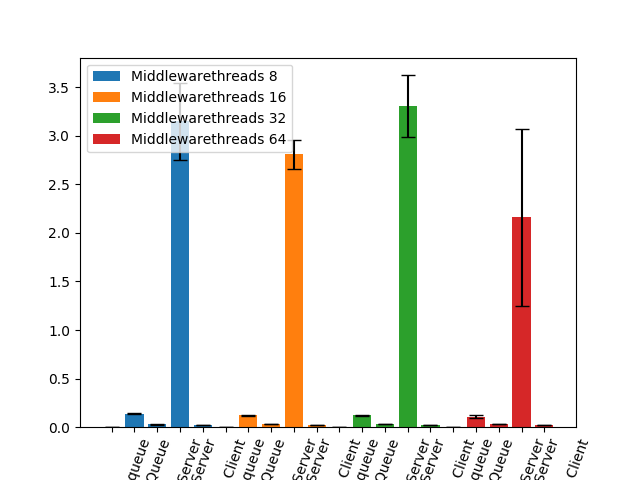 Middlewarethreads 8
Middlewarethreads 16
Middlewarethreads 32
Middlewarethreads 64
3.5
3.0
2.5
2.0
1.5
1.0
0.5
0.0
queue
Queue
Server
Server
Client
queue
Queue
Server
Server
Client
queue
Queue
Server
Server
Client
queue
Queue
Server
Server
Client